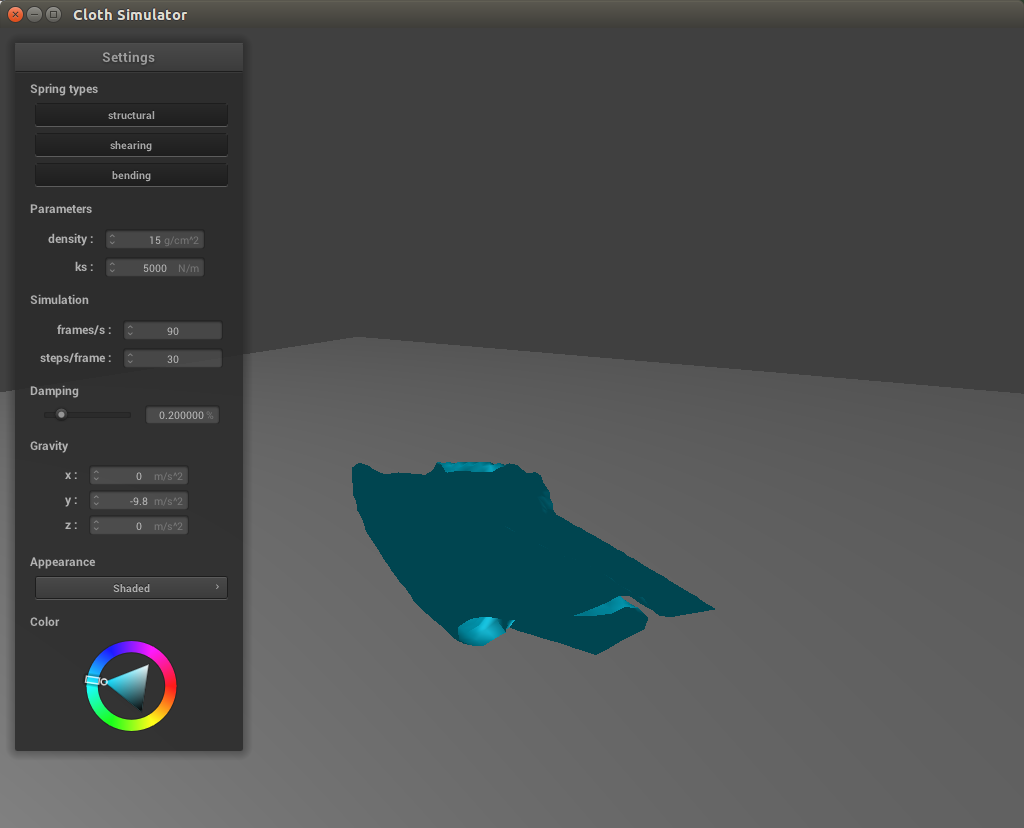 Cloth Simulator
Settings
Spring types
structural
shearing
bending
Parameters
density : 15 g/cm^2
ks : 5000 N/m
Simulation
frames/s : 90
steps/frame : 30
Damping
0.200000 %
Gravity
x : 0 m/s^2
y : -9.8 m/s^2
z : 0 m/s^2
Appearance
Shaded
Color